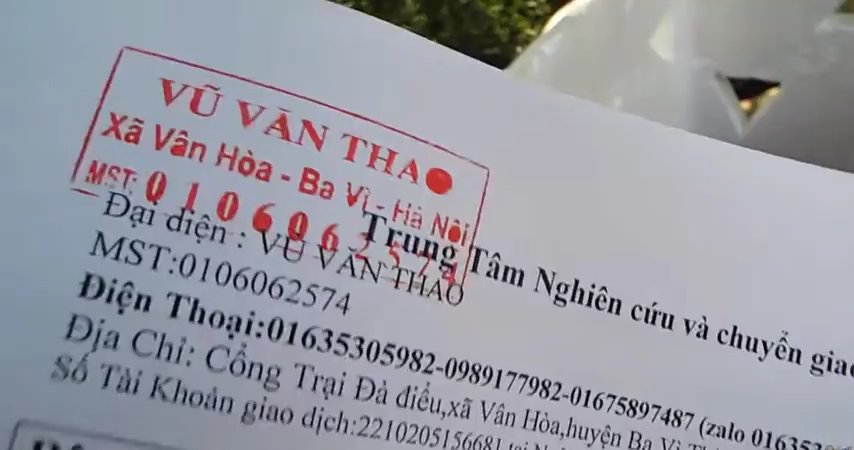 VŨ VĂN THAO
Xã Vân Hòa - Ba Vì - Hà Nội
MST: 0106062574
Trung Tâm Nghiên cứu và chuyển giao
Đại diện : VŨ VĂN THAO
MST:0106062574
Điện Thoại:01635305982-0989177982-01675897487 (zalo
Địa Chỉ: Cổng Trại Đà điểu,xã Vân Hòa,huyện Ba Vì
Số Tài Khoản giao dịch:2210205156681 tại